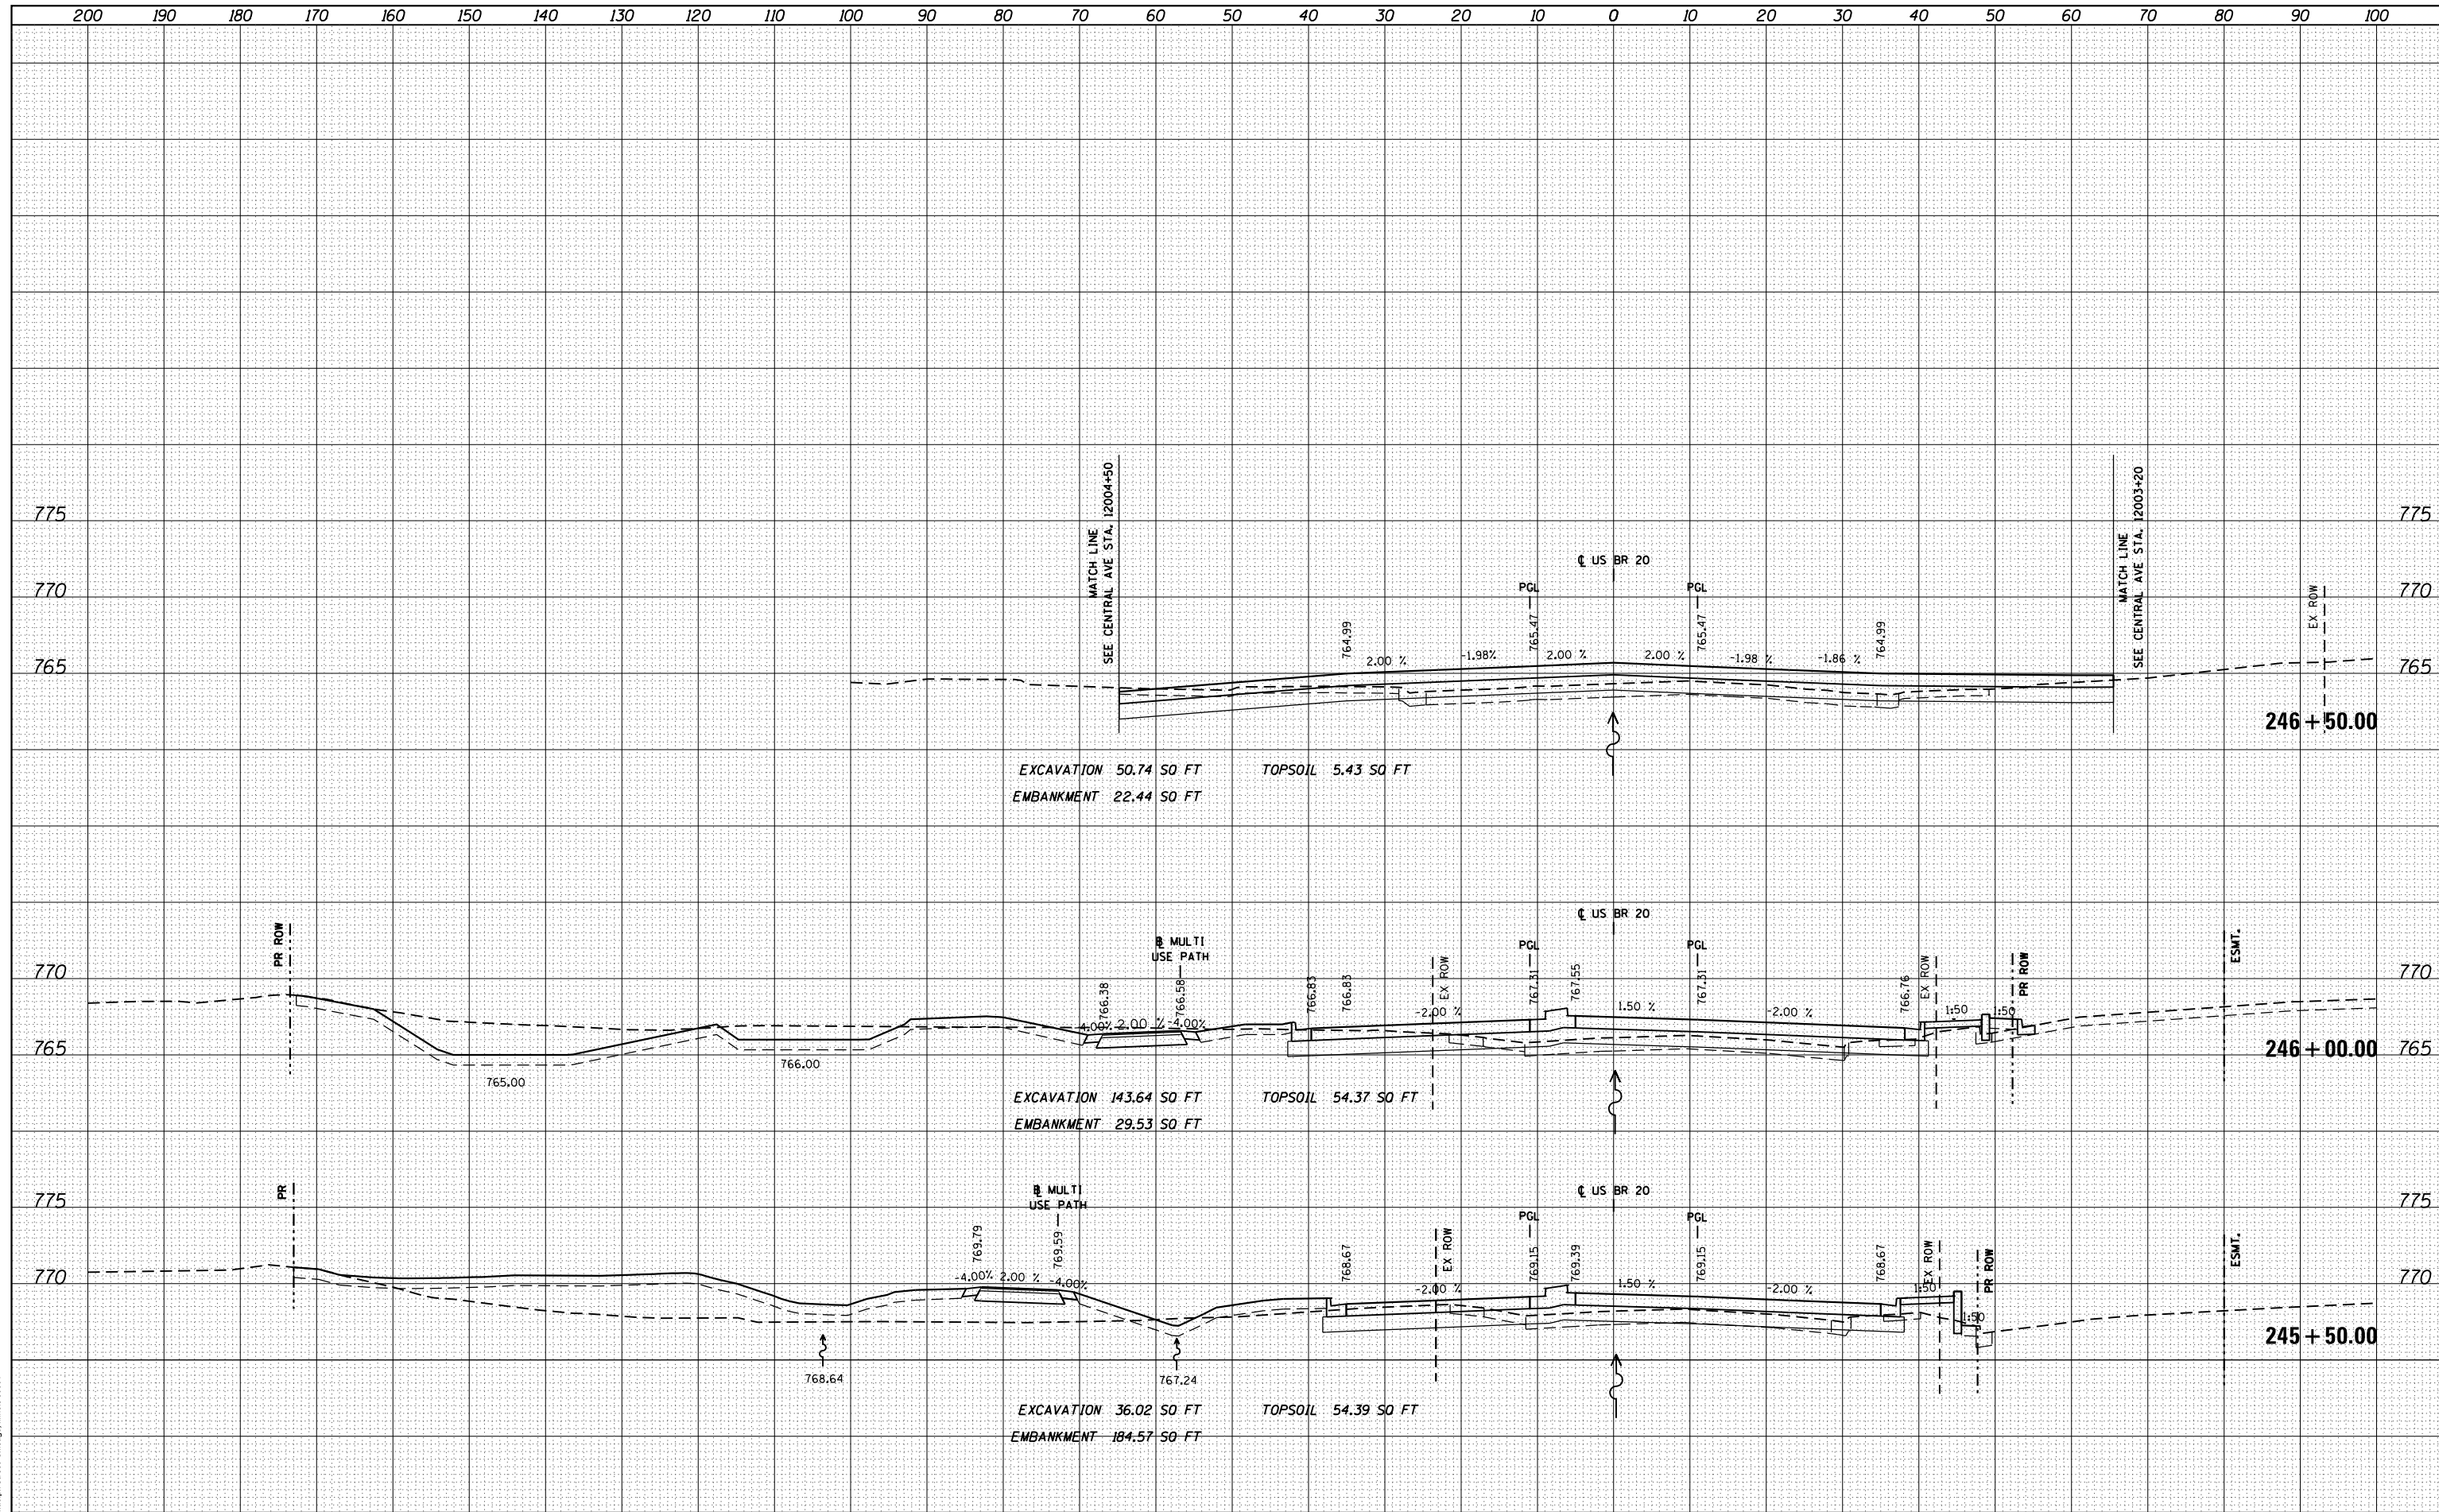 200 190 180 170 160 150 140 130 120 110 100 90 80 70 60 50 40 30 20 10 0 10 20 30 40 50 60 70 80 90 100
775 775
770 770
765 765
MATCH LINE
SEE CENTRAL AVE STA. 12004+50
℄ US BR 20
PGL PGL
764.99 765.47 765.47 764.99
2.00 % -1.98% 2.00 % 2.00 % -1.98 % -1.86 %
MATCH LINE
SEE CENTRAL AVE STA. 12003+20
EX ROW
246+50.00
EXCAVATION 50.74 SQ FT TOPSOIL 5.43 SQ FT
EMBANKMENT 22.44 SQ FT
770 770
765 765
PR ROW
℄ US BR 20
B̲L MULTI
USE PATH
PGL PGL
766.38 766.58 766.83 766.83 EX ROW 767.31 767.55 767.31 766.76 EX ROW PR ROW ESMT.
4.00% 2.00 % -4.00% -2.00 % 1.50 % -2.00 % 1:50 1:50
765.00 766.00
246+00.00
EXCAVATION 143.64 SQ FT TOPSOIL 54.37 SQ FT
EMBANKMENT 29.53 SQ FT
775 775
770 770
PR
B̲L MULTI
USE PATH
℄ US BR 20
PGL PGL
769.79 769.59 768.67 EX ROW 769.15 769.39 769.15 768.67 EX ROW PR ROW ESMT.
-4.00% 2.00 % -4.00% -2.00 % 1.50 % -2.00 % 1:50
1:50
245+50.00
768.64 767.24
EXCAVATION 36.02 SQ FT TOPSOIL 54.39 SQ FT
EMBANKMENT 184.57 SQ FT